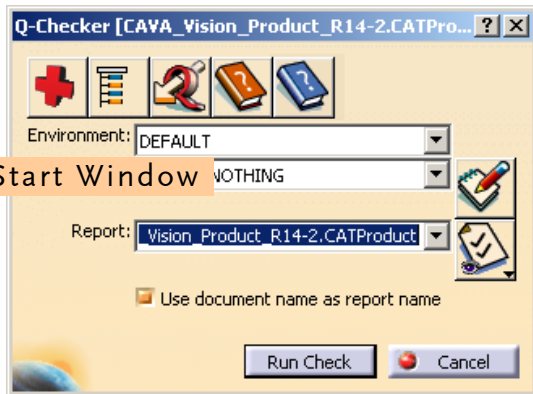 Q-Checker [CAVA_Vision_Product_R14-2.CATPro...
Environment: DEFAULT
Start Window NOTHING
Report: _Vision_Product_R14-2.CATProduct
Use document name as report name
Run Check Cancel